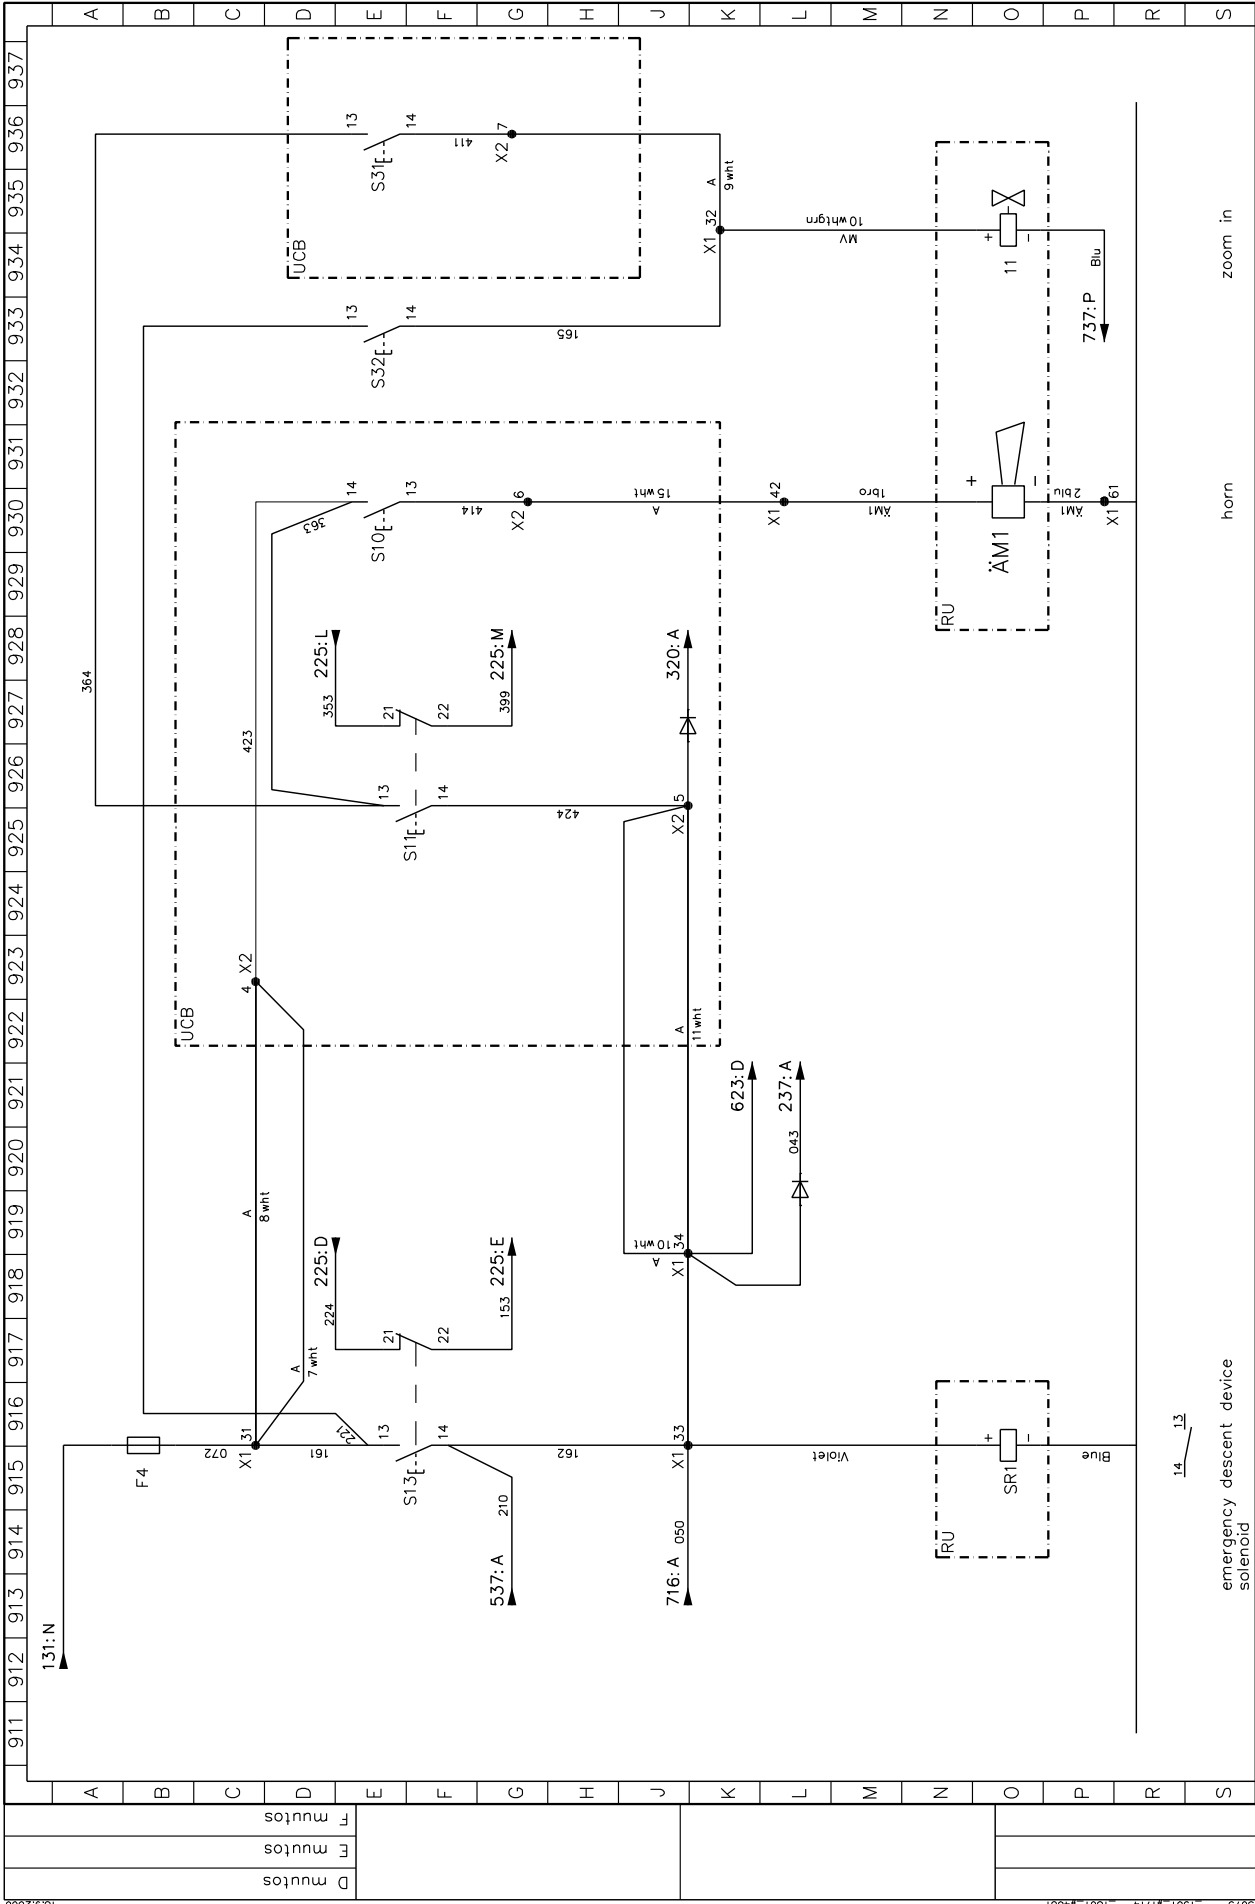 A B C D E F G H J K L M N O P R S
937
936
935
934
933
932
931
930
929
928
927
926
925
924
923
922
921
920
919
918
917
916
915
914
913
912
911
A B C D E F G H J K L M N O P R S
UCB
13
S31
14
411
X2 7
A
9 wht
X1 32
10 whtgrn
MV
+
11
-
Blu
737:P
zoom in
13
S32
14
165
UCB
363
14
S10
13
414
X2 6
15 wht
A
X1 42
1bro
ÄM1
+
-
ÄM1
RU
2 blu
ÄM1
X1 61
horn
364
423
225:L
353
21
22
399
225:M
320:A
13
S11
14
424
X2 5
4 X2
A
11 wht
623:D
237:A
043
A
8 wht
A
7 wht
225:D
224
21
22
153
225:E
10 wht
A
X1 34
131:N
F4
072
X1 31
161
221
13
S13
14
210
537:A
162
X1 33
050
716:A
Violet
+
SR1
-
RU
Blue
14 13
emergency descent device
solenoid
F muutos
E muutos
D muutos